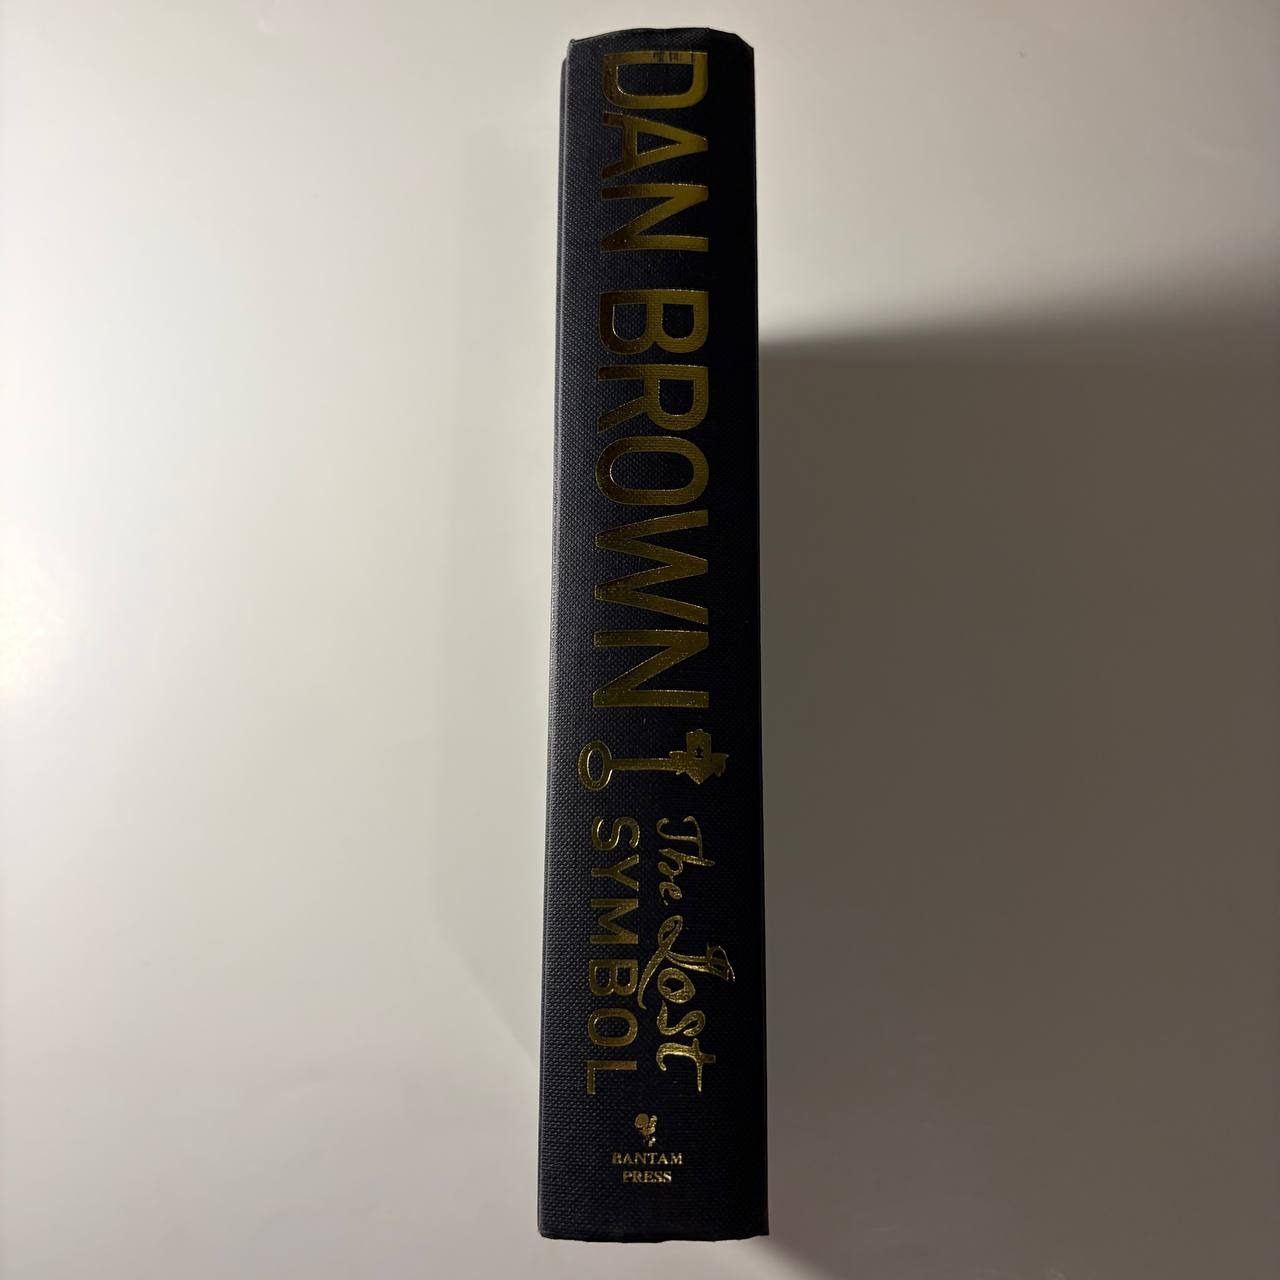 DAN BROWN
The Lost
SYMBOL
BANTAM
PRESS